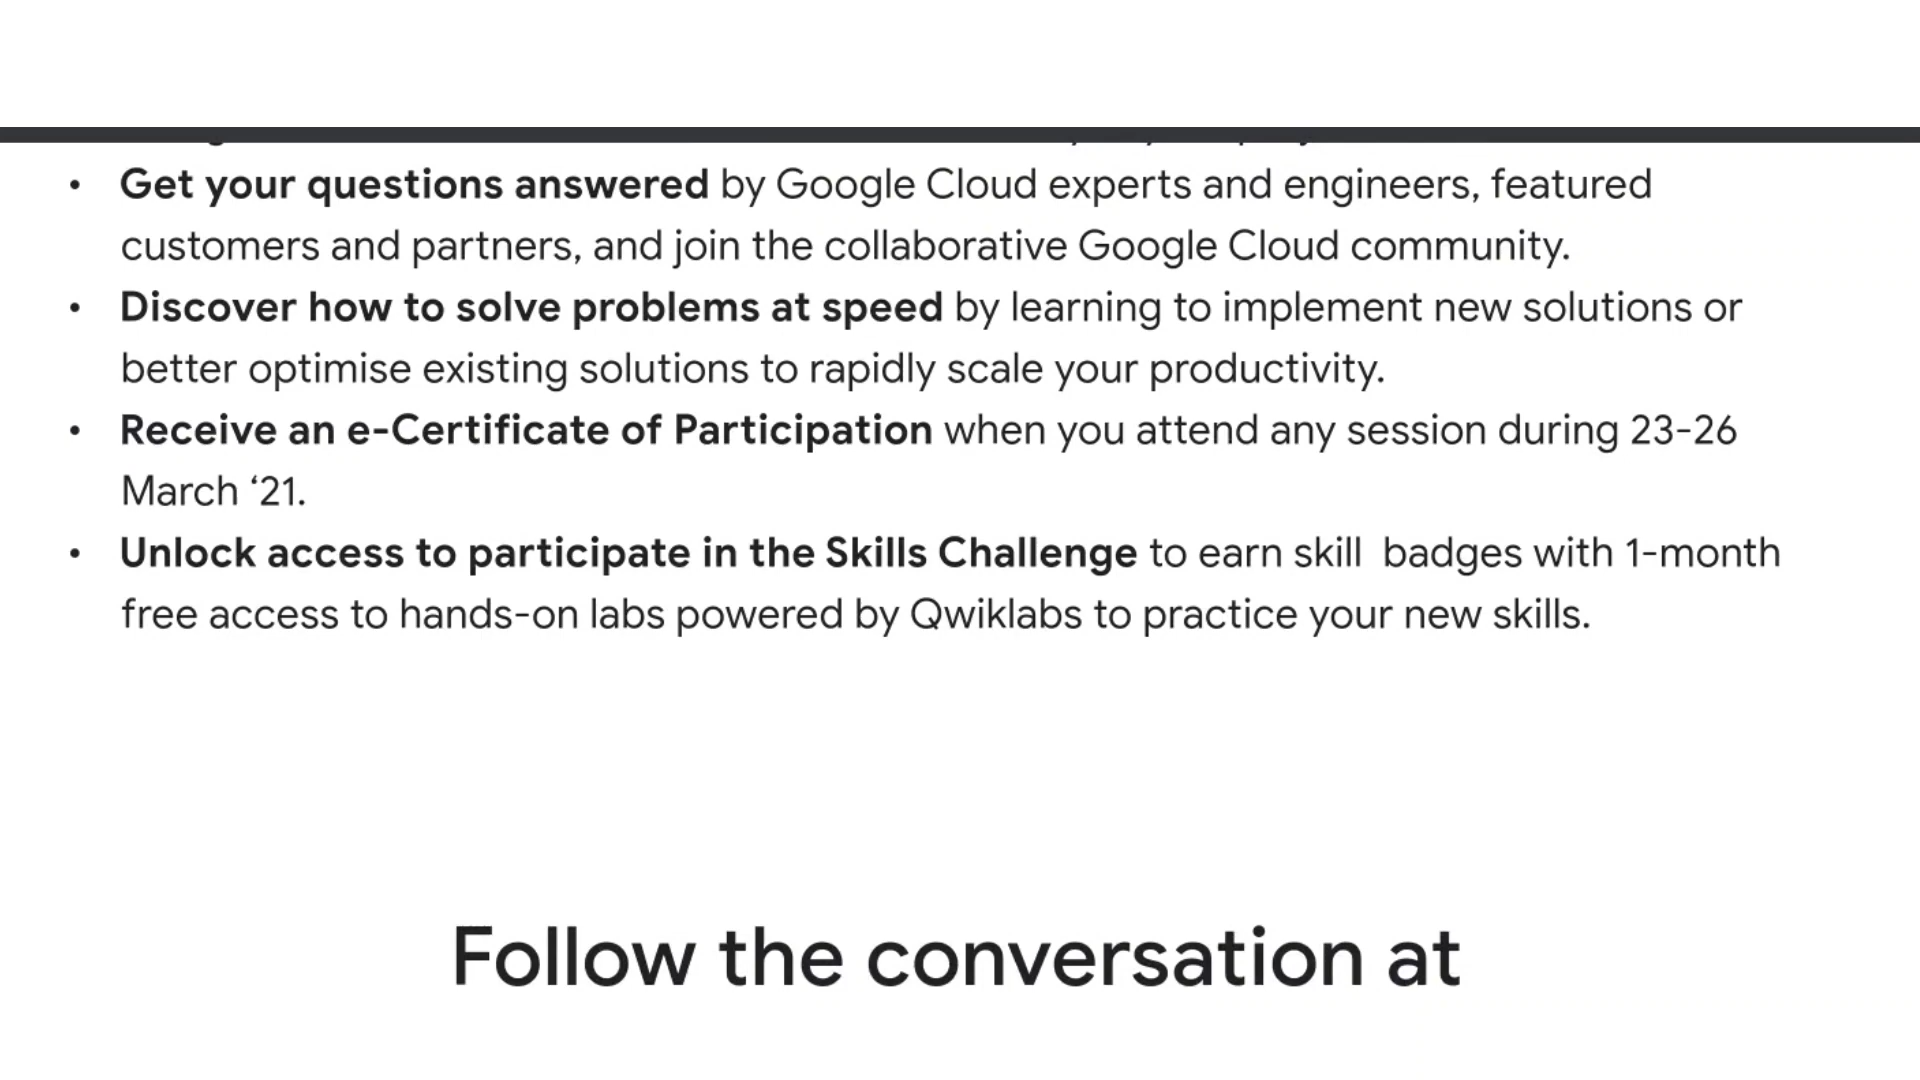 • Get your questions answered by Google Cloud experts and engineers, featured
customers and partners, and join the collaborative Google Cloud community.
• Discover how to solve problems at speed by learning to implement new solutions or
better optimise existing solutions to rapidly scale your productivity.
• Receive an e-Certificate of Participation when you attend any session during 23-26
March ‘21.
• Unlock access to participate in the Skills Challenge to earn skill  badges with 1-month
free access to hands-on labs powered by Qwiklabs to practice your new skills.
Follow the conversation at